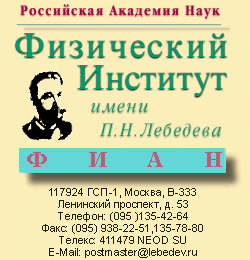 Российская Академия Наук
Физический
Институт
имени
П.Н.Лебедева
Ф И А Н
117924 ГСП-1, Москва, В-333
Ленинский проспект, д. 53
Телефон: (095 )135-42-64
Факс: (095) 938-22-51,135-78-80
Телекс: 411479 NEOD SU
E-Mail: postmaster@lebedev.ru